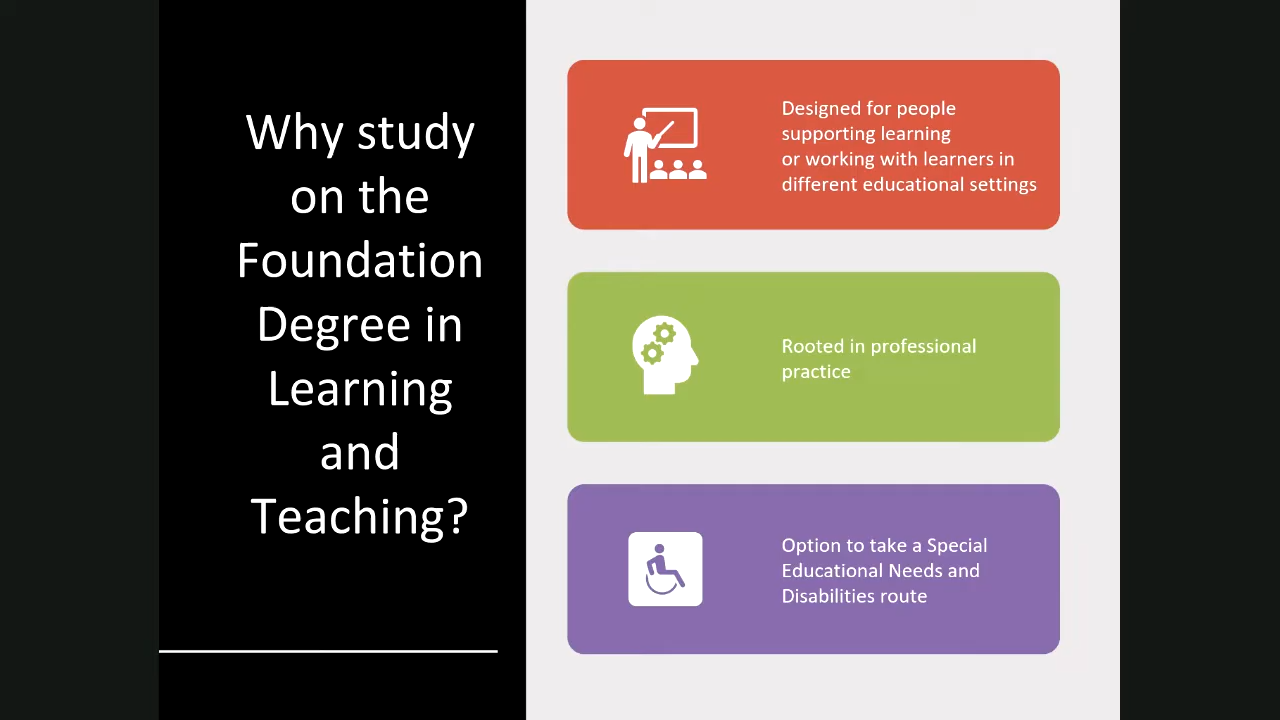 Why study
on the
Foundation
Degree in
Learning
and
Teaching?
Designed for people
supporting learning
or working with learners in
different educational settings
Rooted in professional
practice
Option to take a Special
Educational Needs and
Disabilities route